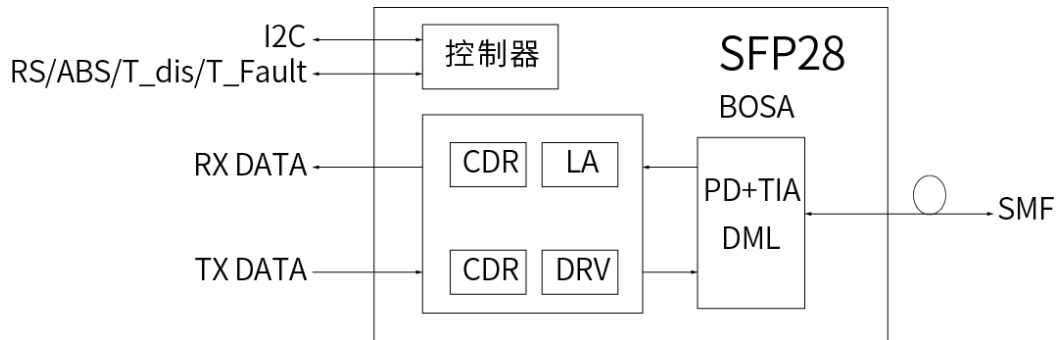 I2C
RS/ABS/T_dis/T_Fault
控制器
SFP28
BOSA
RX DATA
CDR
LA
PD+TIA
DML
SMF
TX DATA
CDR
DRV